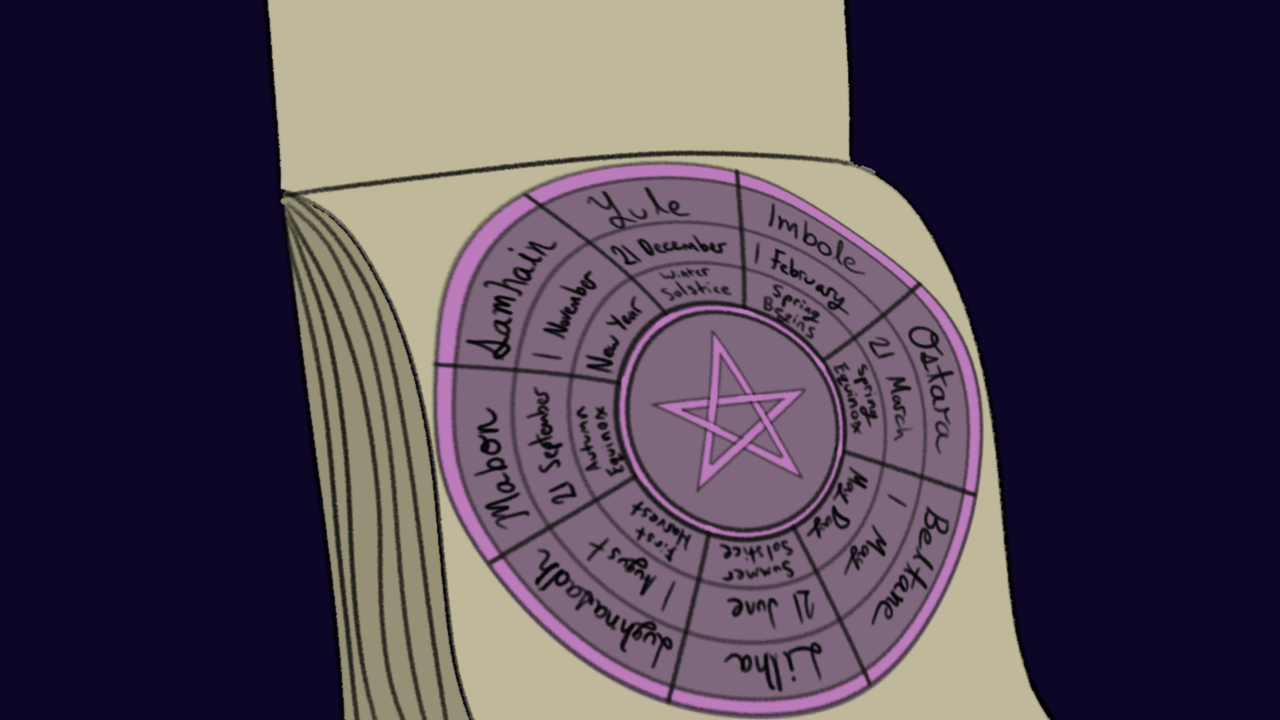 Yule
21 December
Winter
Solstice
Imbolc
1 February
Spring
Begins
Ostara
21 March
Spring
Equinox
Beltane
1 May
May Day
Litha
21 June
Summer
Solstice
Lughnasadh
1 August
First
Harvest
Mabon
21 September
Autumn
Equinox
Samhain
1 November
New Year